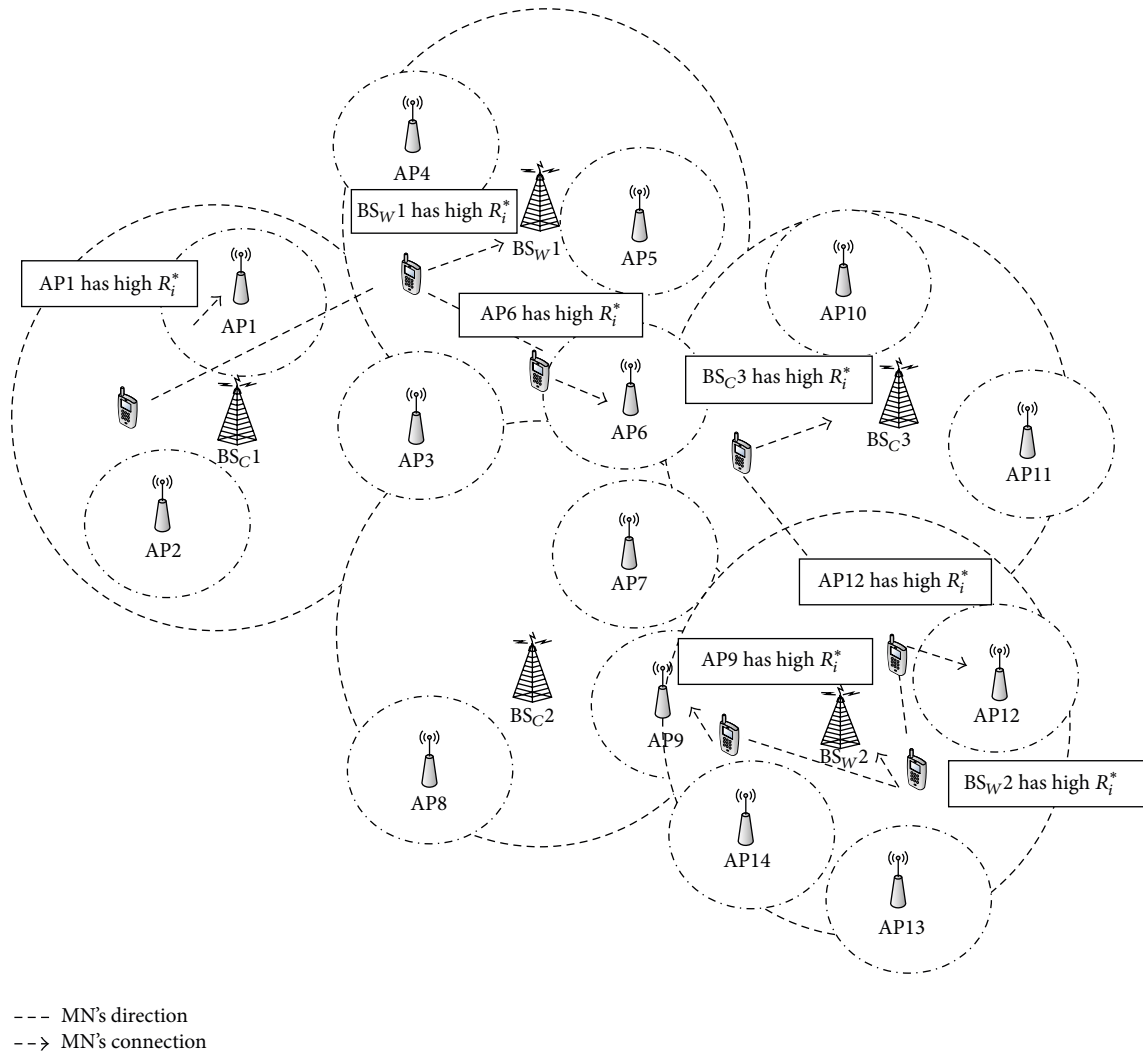 AP4
BS_W1 has high R_i^*
BS_W1
AP5
AP1 has high R_i^*
AP1
AP6 has high R_i^*
AP10
BS_C3 has high R_i^*
BS_C1
AP3
AP6
BS_C3
AP11
AP2
AP7
AP12 has high R_i^*
AP9 has high R_i^*
BS_C2
AP9
AP12
BS_W2
BS_W2 has high R_i^*
AP8
AP14
AP13
MN's direction
MN's connection